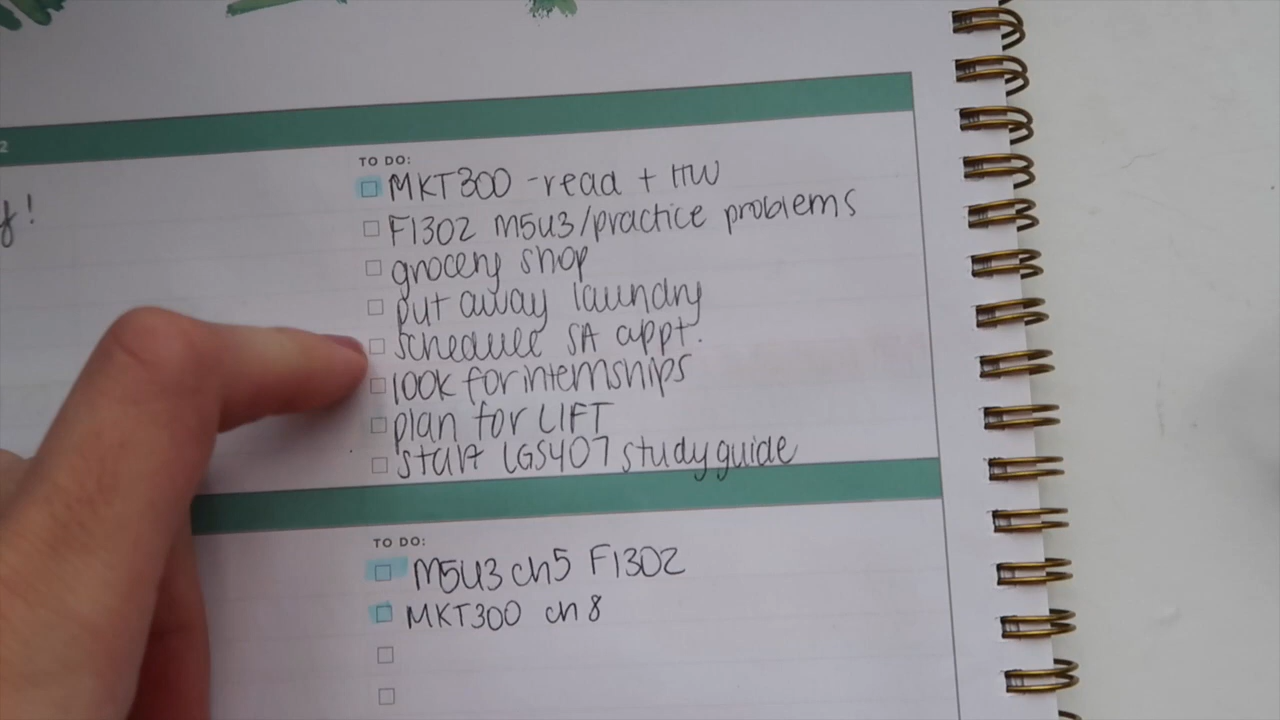 2
y!
TO DO:
MKT300 - read + HW
FI302 M5U3/practice problems
grocery shop
put away laundry
schedule SA appt.
look for internships
plan for LIFT
start LGS407 study guide
TO DO:
M5U3 ch5 FI302
MKT300 ch 8